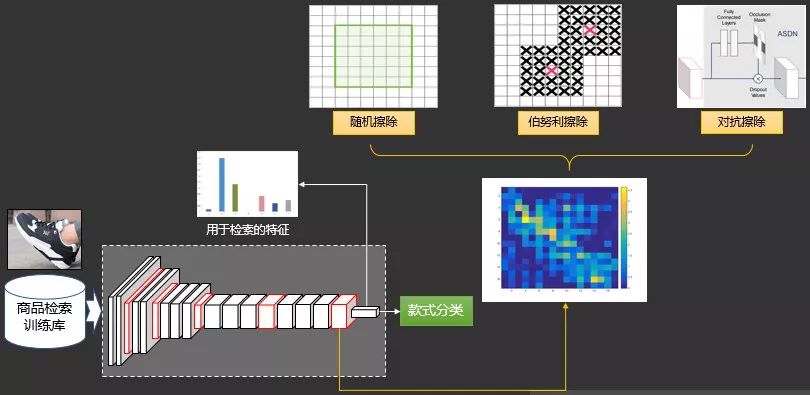 Fully
Connected
Layers
Occlusion
Mask
ASDN
Dropout
Values
随机擦除
伯努利擦除
对抗擦除
用于检索的特征
商品检索
训练库
款式分类